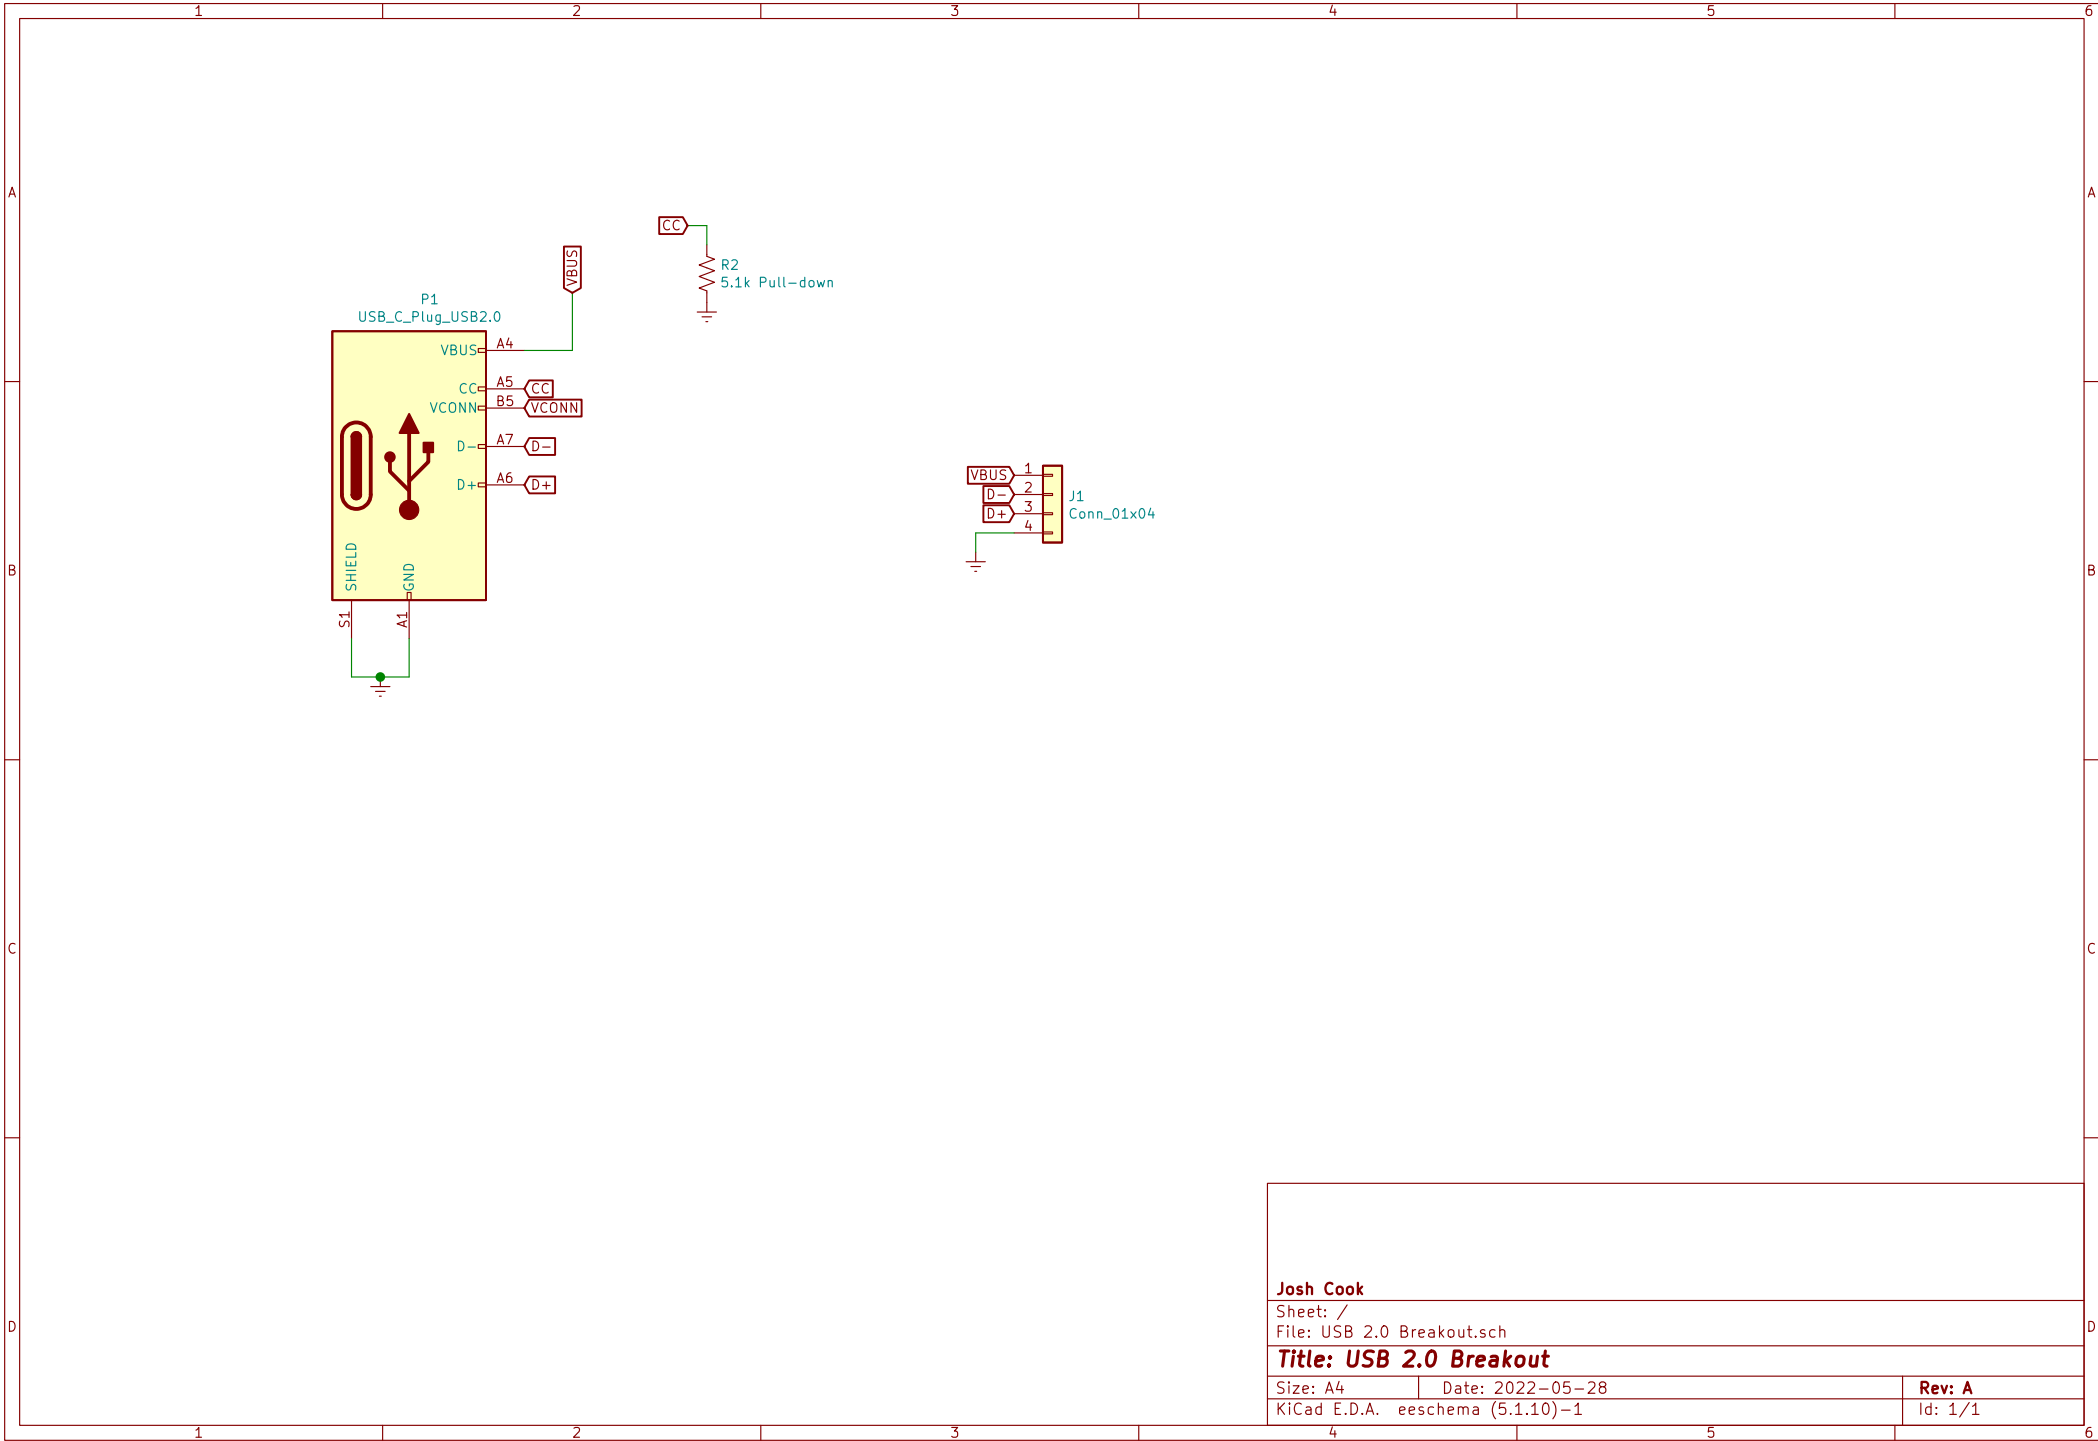 1 2 3 4 5 6
A A
CC
VBUS
R2
5.1k Pull-down
P1
USB_C_Plug_USB2.0
VBUS A4
CC A5 CC
VCONN B5 VCONN
D- A7 D-
D+ A6 D+
VBUS 1
D- 2
D+ 3
4
J1
Conn_01x04
B B
SHIELD GND
S1 A1
C C
Josh Cook
Sheet: /
File: USB 2.0 Breakout.sch
D D
Title: USB 2.0 Breakout
Size: A4 Date: 2022-05-28 Rev: A
KiCad E.D.A. eeschema (5.1.10)-1 Id: 1/1
1 2 3 4 5 6